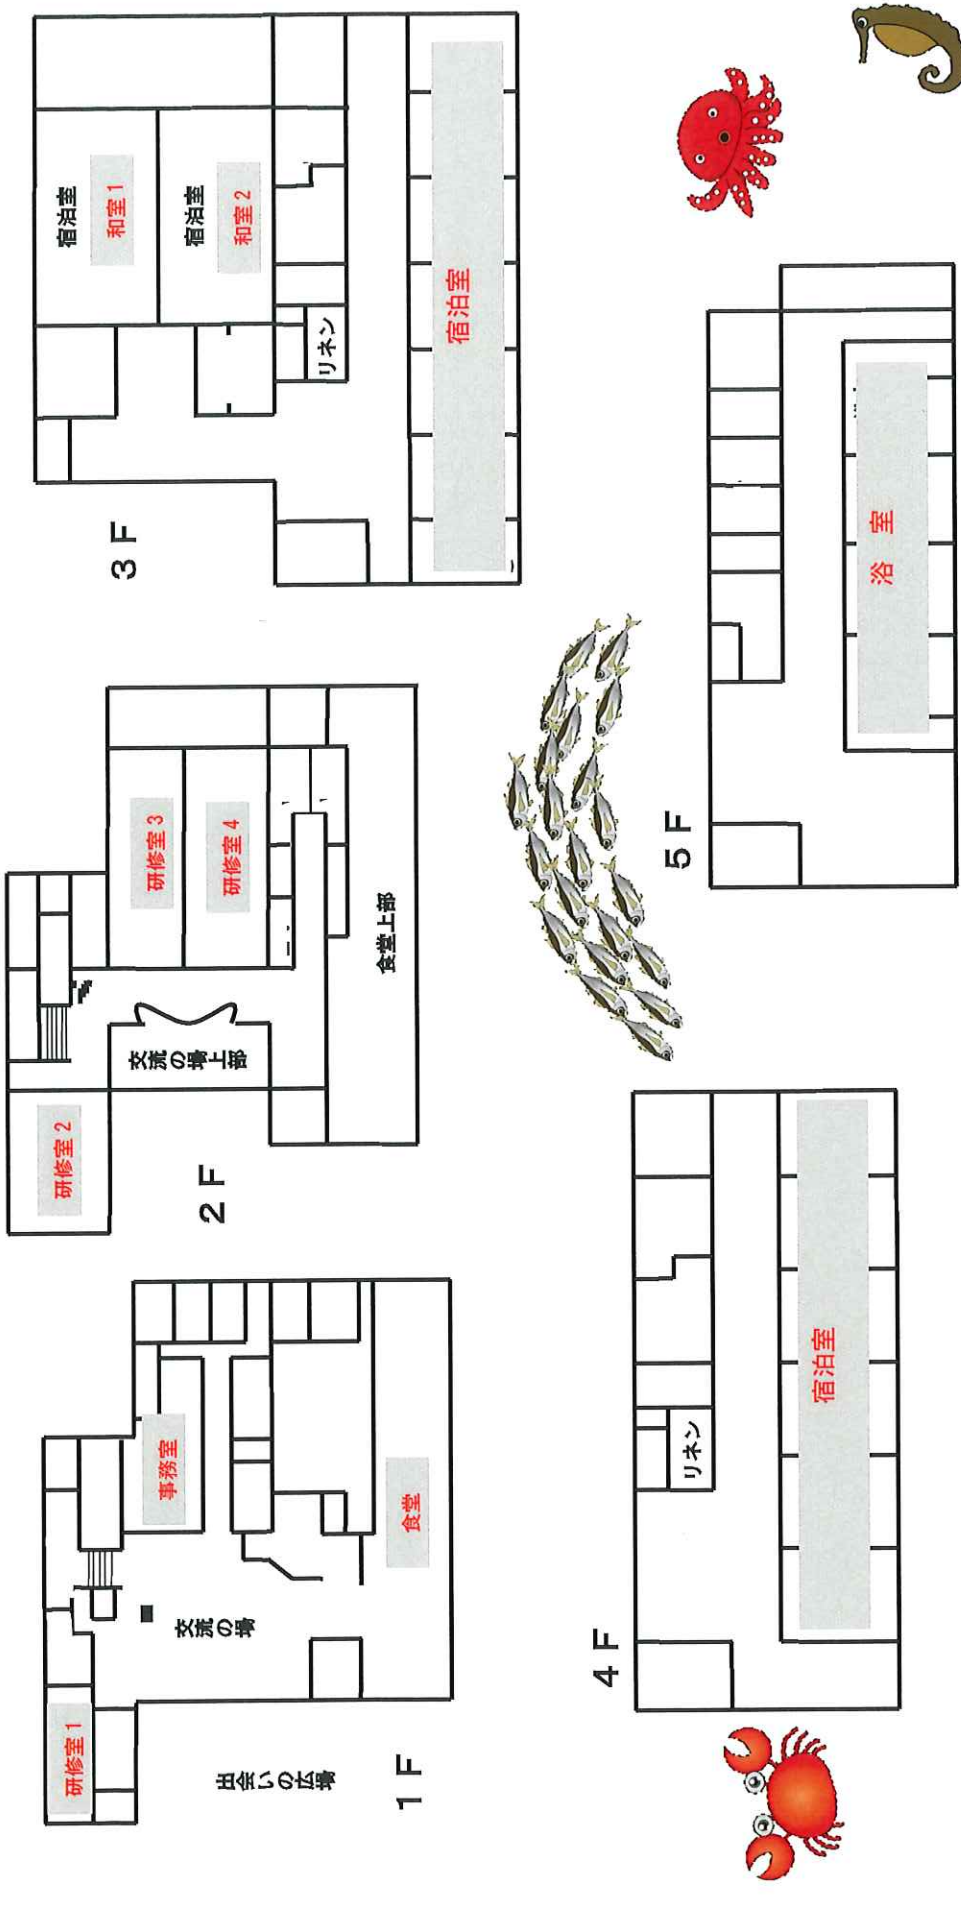 研修室1
事務室
交流の場
食堂
出会いの広場
1F
研修室2
研修室3
研修室4
交流の場上部
食堂上部
2F
宿泊室
和室1
宿泊室
和室2
リネン
宿泊室
3F
リネン
宿泊室
4F
浴 室
5F